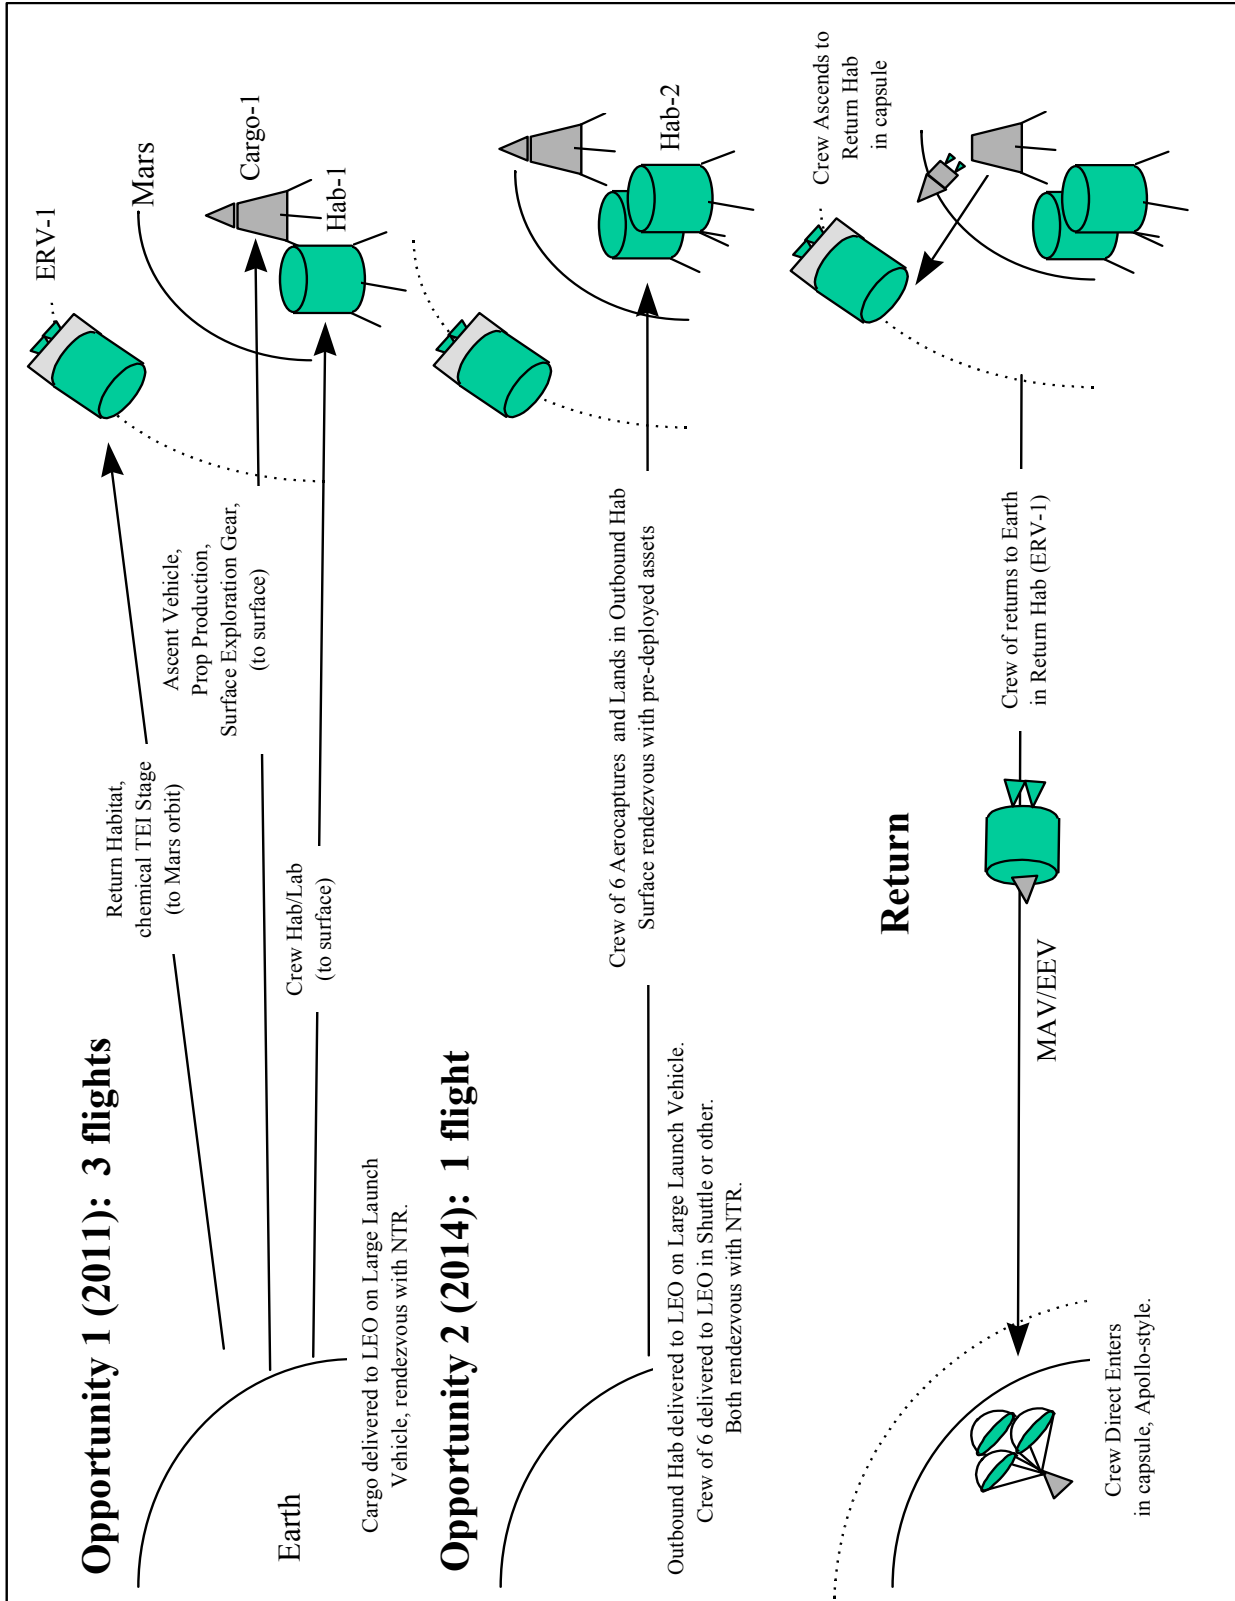 Opportunity 1 (2011):  3 flights
ERV-1
Mars
Return Habitat,
chemical TEI Stage
(to Mars orbit)
Ascent Vehicle,
Prop Production,
Surface Exploration Gear,
(to surface)
Cargo-1
Crew Hab/Lab
(to surface)
Hab-1
Earth
Cargo delivered to LEO on Large Launch
Vehicle, rendezvous with NTR.
Opportunity 2 (2014):  1 flight
Crew of 6 Aerocaptures  and Lands in Outbound Hab
Surface rendezvous with pre-deployed assets
Hab-2
Outbound Hab delivered to LEO on Large Launch Vehicle.
Crew of 6 delivered to LEO in Shuttle or other.
Both rendezvous with NTR.
Return
Crew Ascends to
Return Hab
in capsule
Crew of returns to Earth
in Return Hab (ERV-1)
MAV/EEV
Crew Direct Enters
in capsule, Apollo-style.